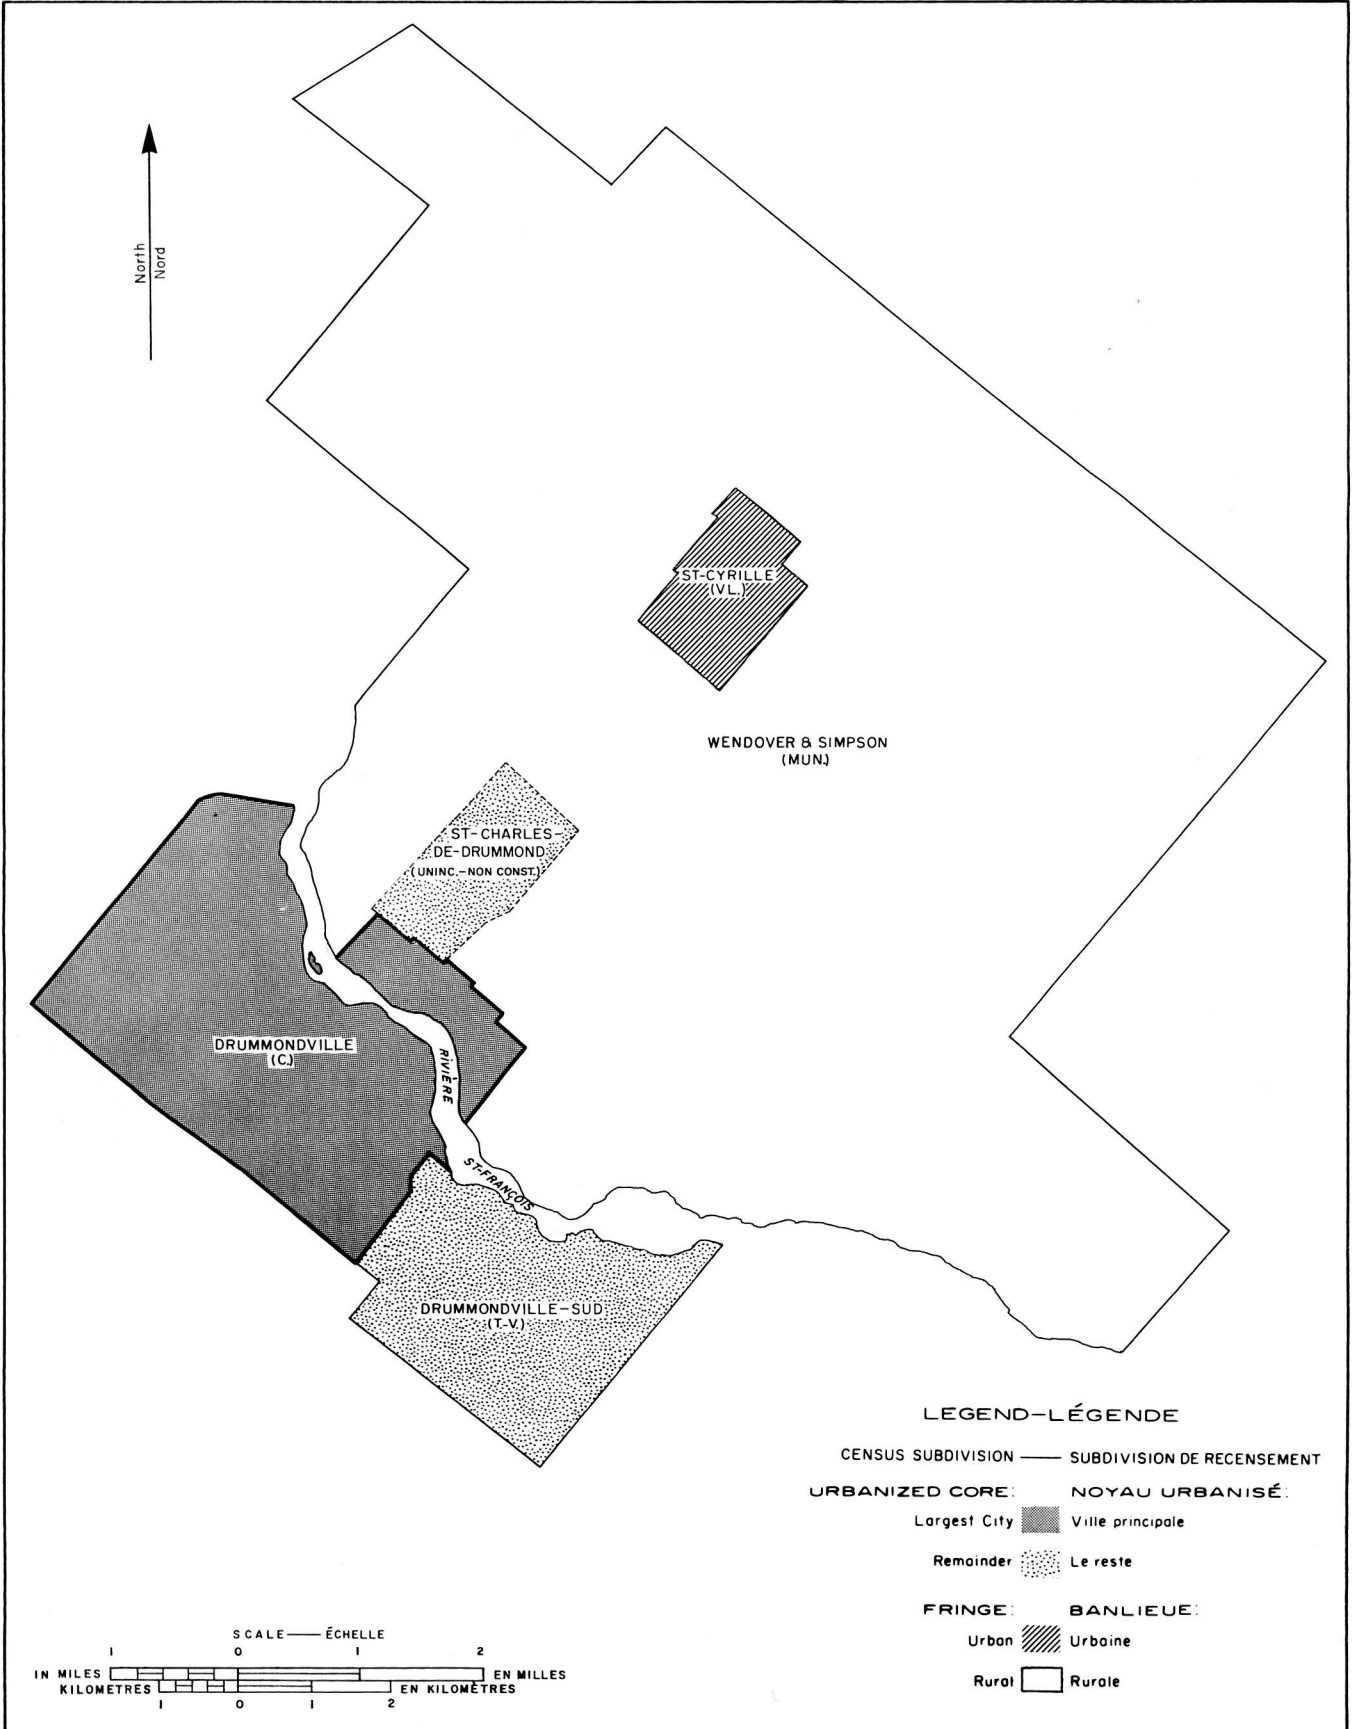 North
Nord
ST-CYRILLE
(VL.)
WENDOVER & SIMPSON
(MUN.)
ST-CHARLES-
DE-DRUMMOND
(UNINC.-NON CONST.)
DRUMMONDVILLE
(C.)
RIVIÈRE
ST-FRANÇOIS
DRUMMONDVILLE-SUD
(T-V.)
LEGEND-LÉGENDE
CENSUS SUBDIVISION — SUBDIVISION DE RECENSEMENT
URBANIZED CORE: NOYAU URBANISÉ:
Largest City Ville principale
Remainder Le reste
FRINGE: BANLIEUE:
Urban Urbaine
Rural Rurale
SCALE — ÉCHELLE
1 0 1 2
IN MILES EN MILLES
KILOMETRES EN KILOMÈTRES
1 0 1 2